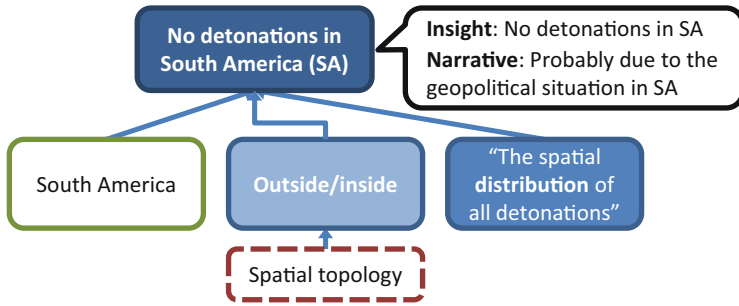 No detonations in
South America (SA)
Insight: No detonations in SA
Narrative: Probably due to the
geopolitical situation in SA
South America
Outside/inside
“The spatial
distribution of
all detonations”
Spatial topology